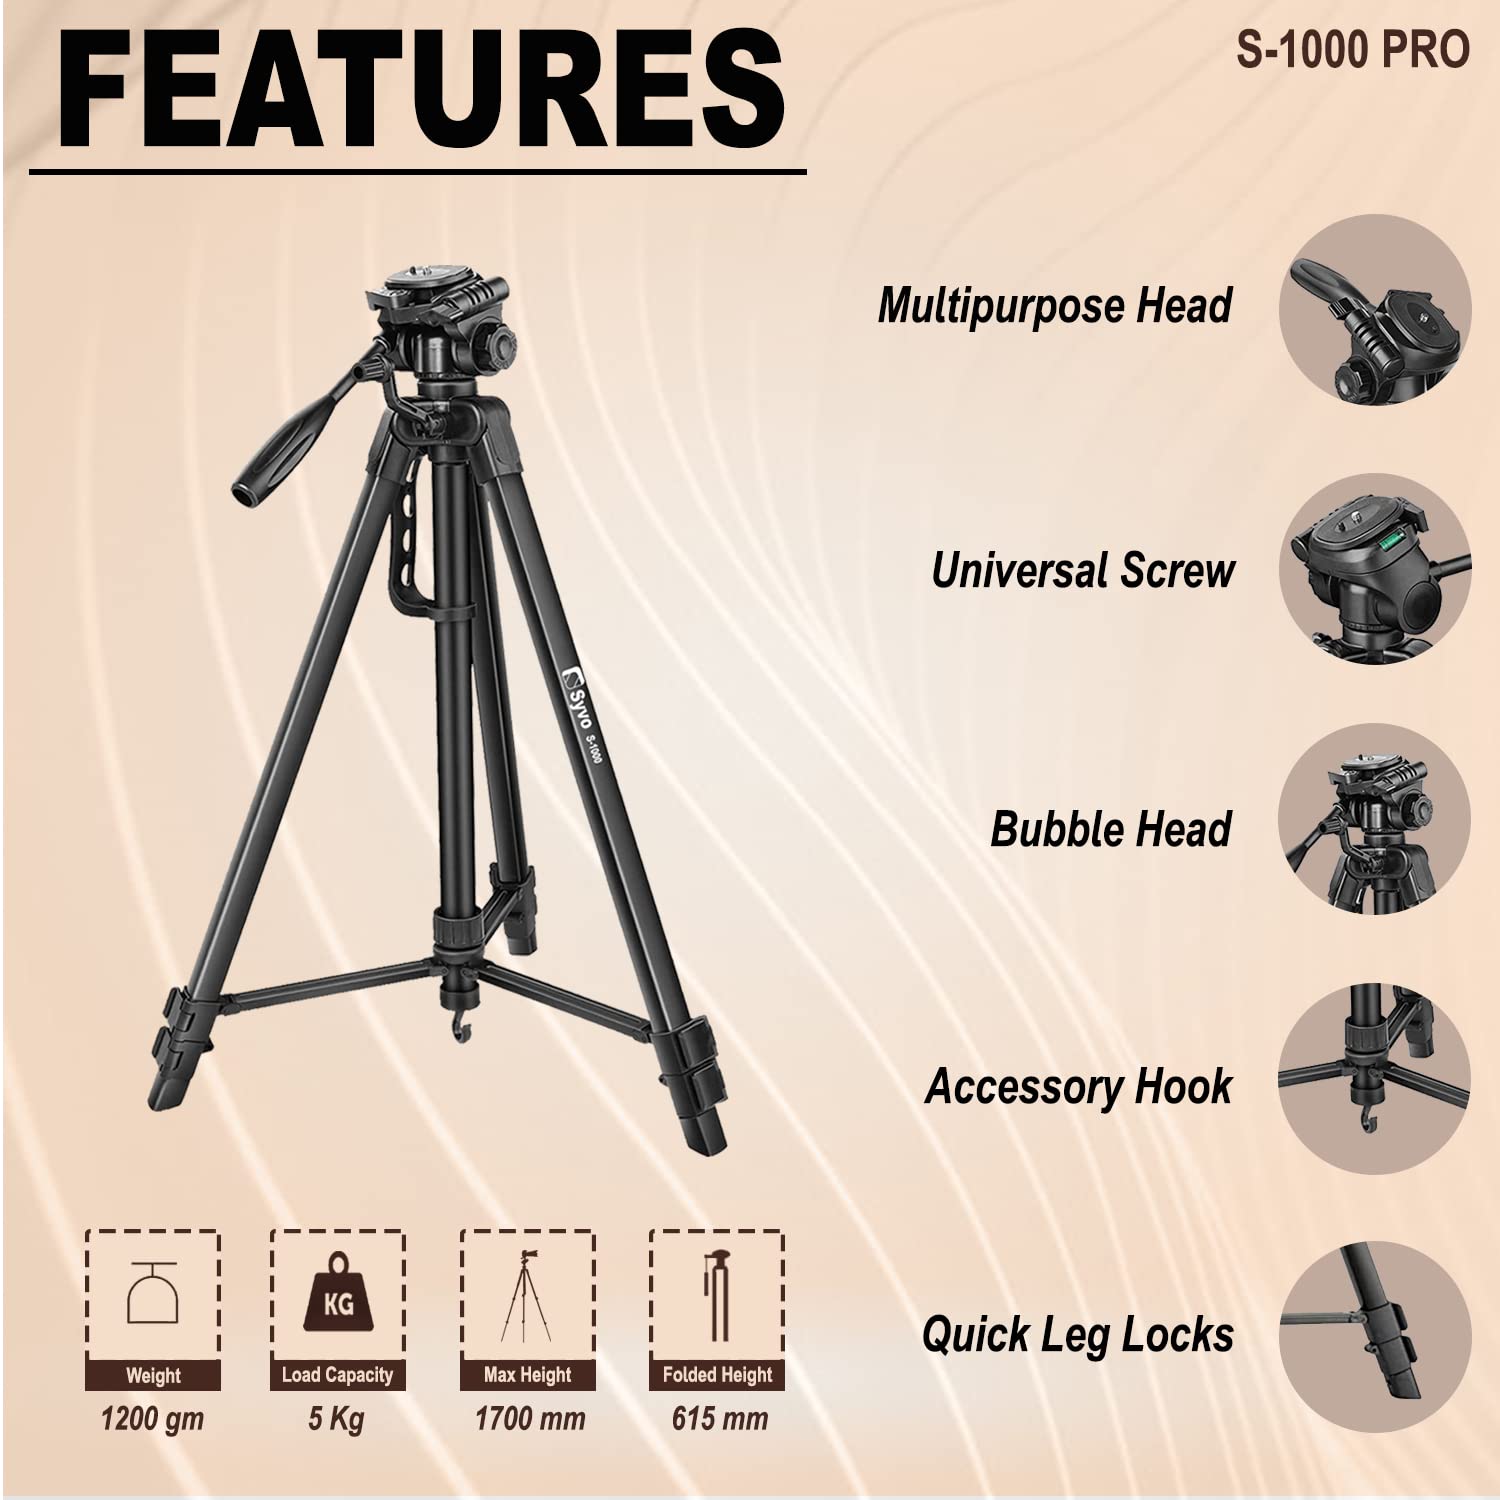 FEATURES
S-1000 PRO
Multipurpose Head
Universal Screw
Syvo S-1000
Bubble Head
Accessory Hook
Quick Leg Locks
KG
Weight
Load Capacity
Max Height
Folded Height
1200 gm
5 Kg
1700 mm
615 mm